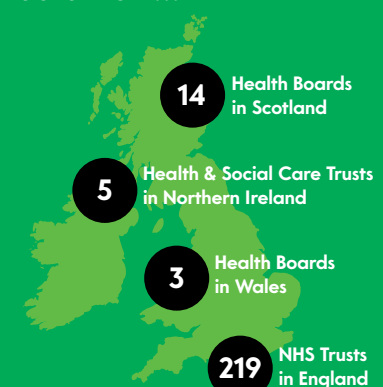 14
Health Boards
in Scotland
5
Health & Social Care Trusts
in Northern Ireland
3
Health Boards
in Wales
219
NHS Trusts
in England